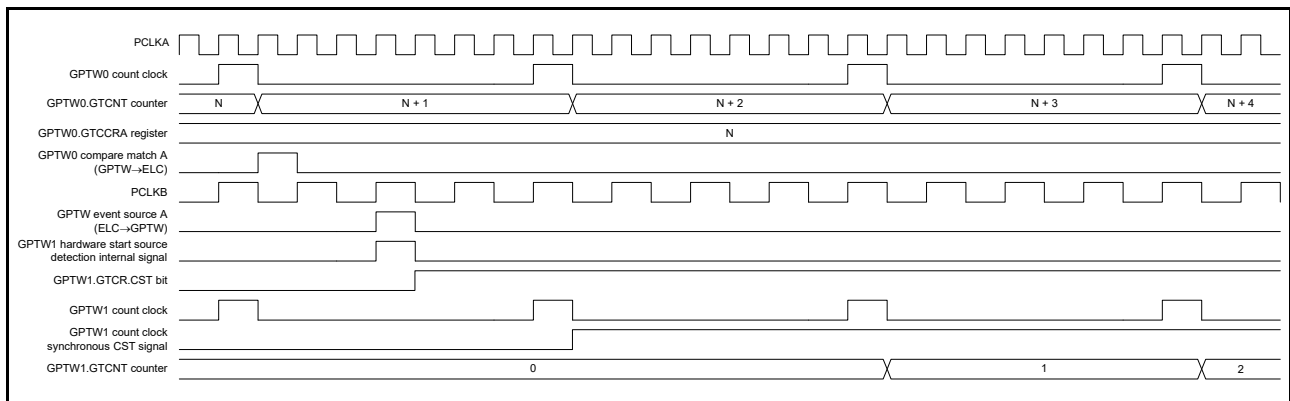 PCLKA
GPTW0 count clock
GPTW0.GTCNT counter
N
N + 1
N + 2
N + 3
N + 4
GPTW0.GTCCRA register
N
GPTW0 compare match A
(GPTW→ELC)
PCLKB
GPTW event source A
(ELC→GPTW)
GPTW1 hardware start source
detection internal signal
GPTW1.GTCR.CST bit
GPTW1 count clock
GPTW1 count clock
synchronous CST signal
GPTW1.GTCNT counter
0
1
2